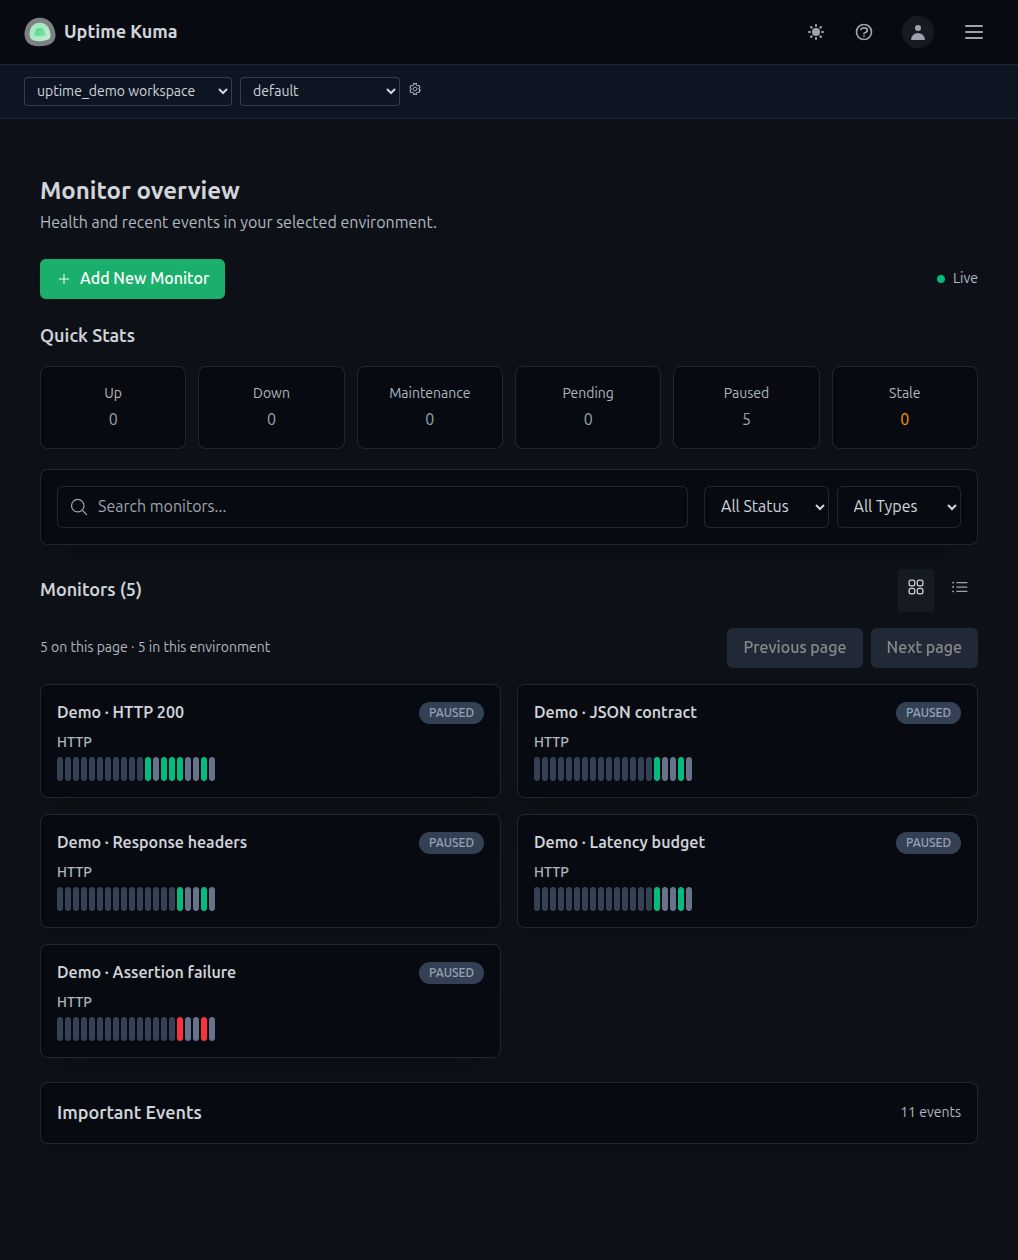 Uptime Kuma
uptime_demo workspace default
Monitor overview
Health and recent events in your selected environment.
+ Add New Monitor
Live
Quick Stats
Up
0
Down
0
Maintenance
0
Pending
0
Paused
5
Stale
0
Search monitors...
All Status
All Types
Monitors (5)
5 on this page · 5 in this environment
Previous page
Next page
Demo · HTTP 200
PAUSED
HTTP
Demo · JSON contract
PAUSED
HTTP
Demo · Response headers
PAUSED
HTTP
Demo · Latency budget
PAUSED
HTTP
Demo · Assertion failure
PAUSED
HTTP
Important Events
11 events